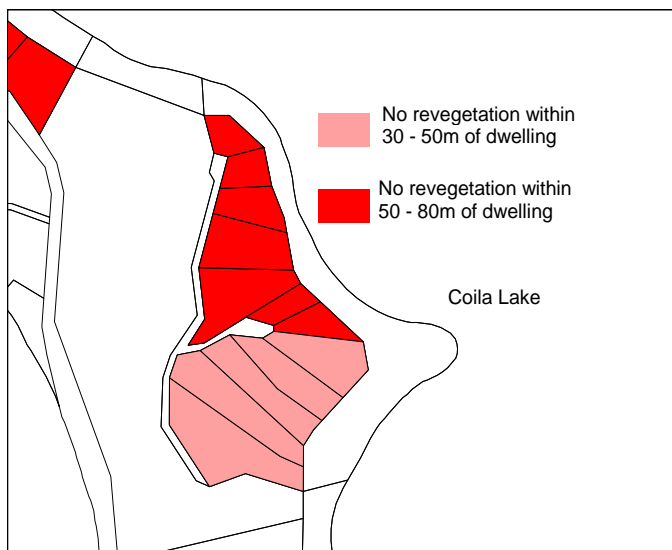 No revegetation within
30 - 50m of dwelling
No revegetation within
50 - 80m of dwelling
Coila Lake